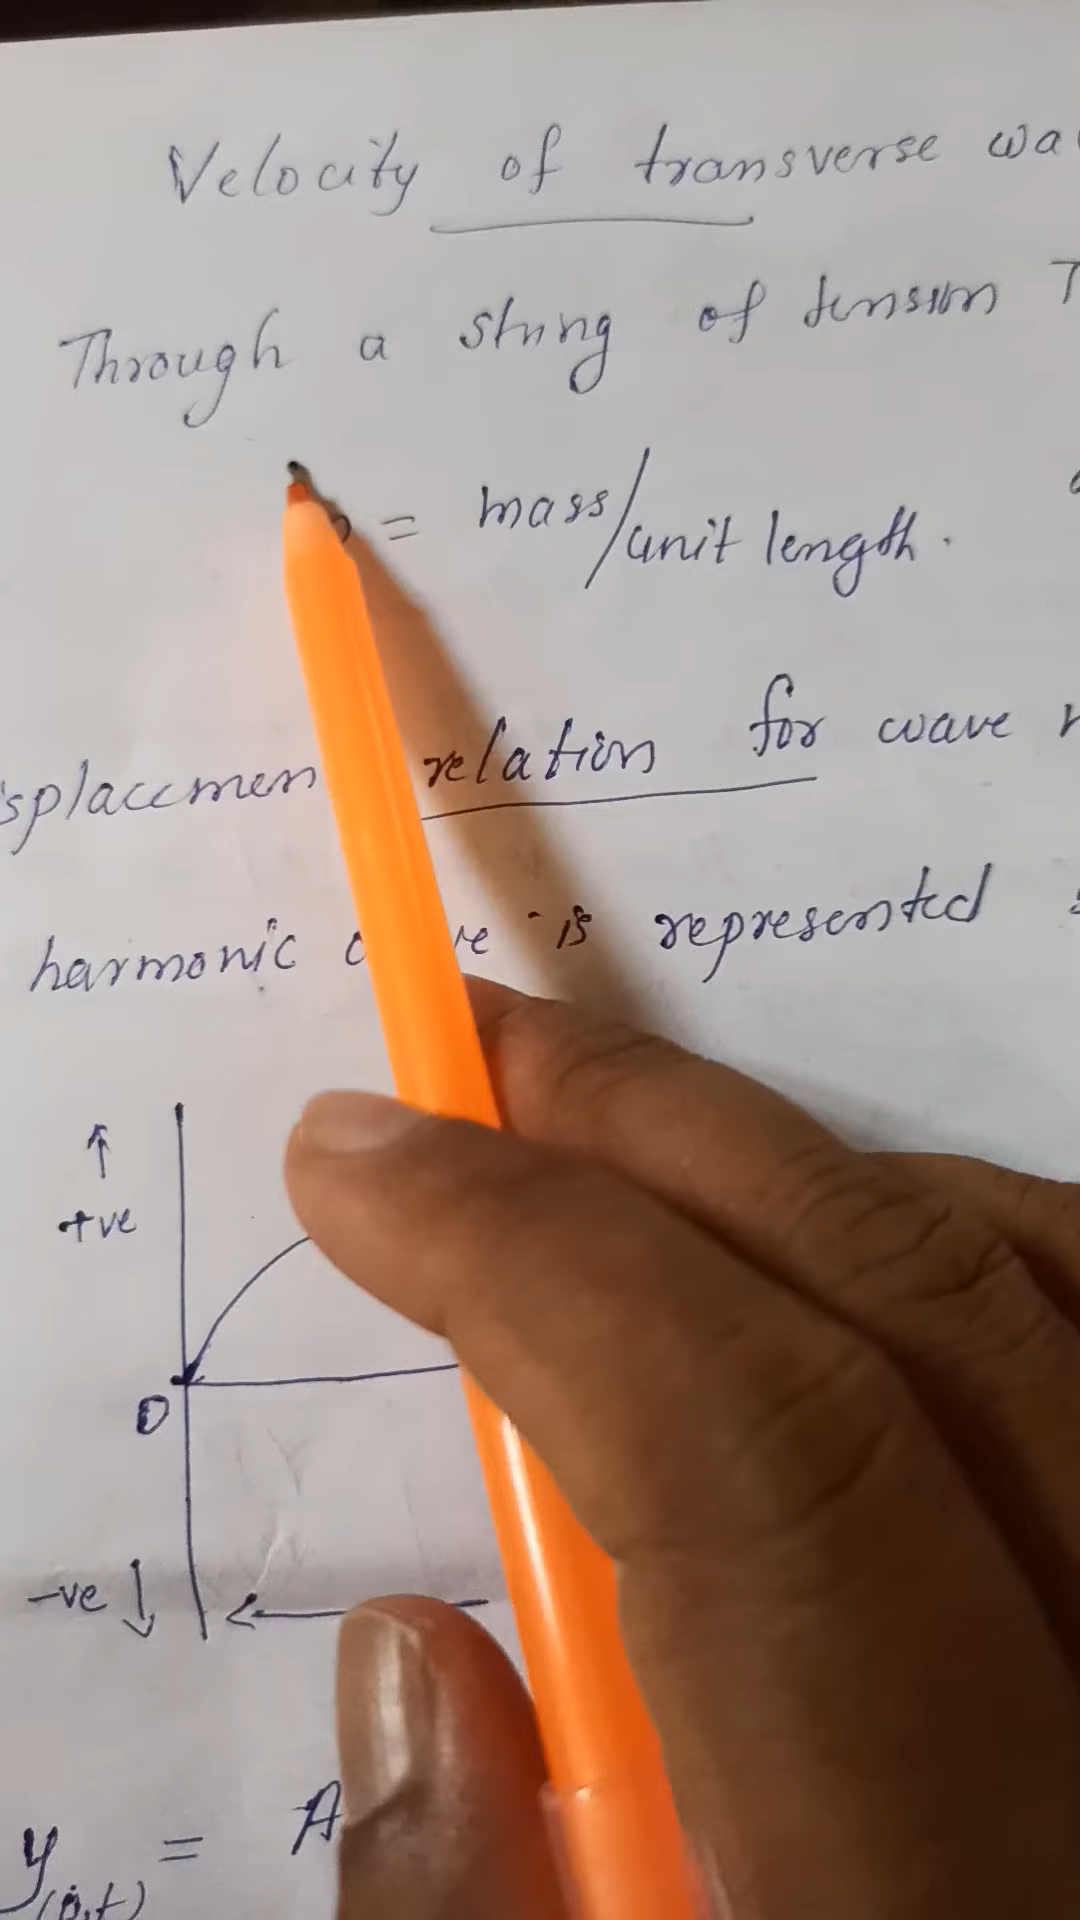 Velocity of transverse wa
Through a string of tension T
= mass/unit length.
splacemen relation for wave
harmonic is represented
↑
+ve
O
-ve ↓
y(0,t) = A